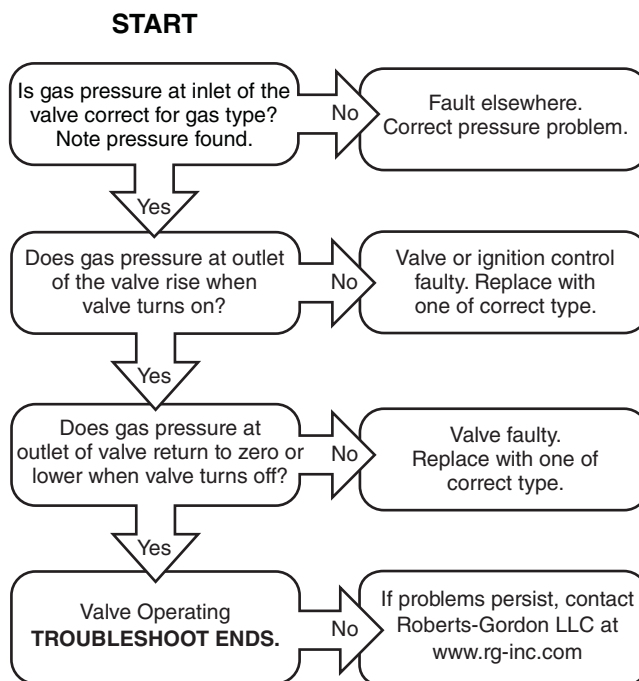 START
Is gas pressure at inlet of the
valve correct for gas type?
Note pressure found.
No
Fault elsewhere.
Correct pressure problem.
Yes
Does gas pressure at outlet
of the valve rise when
valve turns on?
No
Valve or ignition control
faulty. Replace with
one of correct type.
Yes
Does gas pressure at
outlet of valve return to zero or
lower when valve turns off?
No
Valve faulty.
Replace with one of
correct type.
Yes
Valve Operating
TROUBLESHOOT ENDS.
No
If problems persist, contact
Roberts-Gordon LLC at
www.rg-inc.com